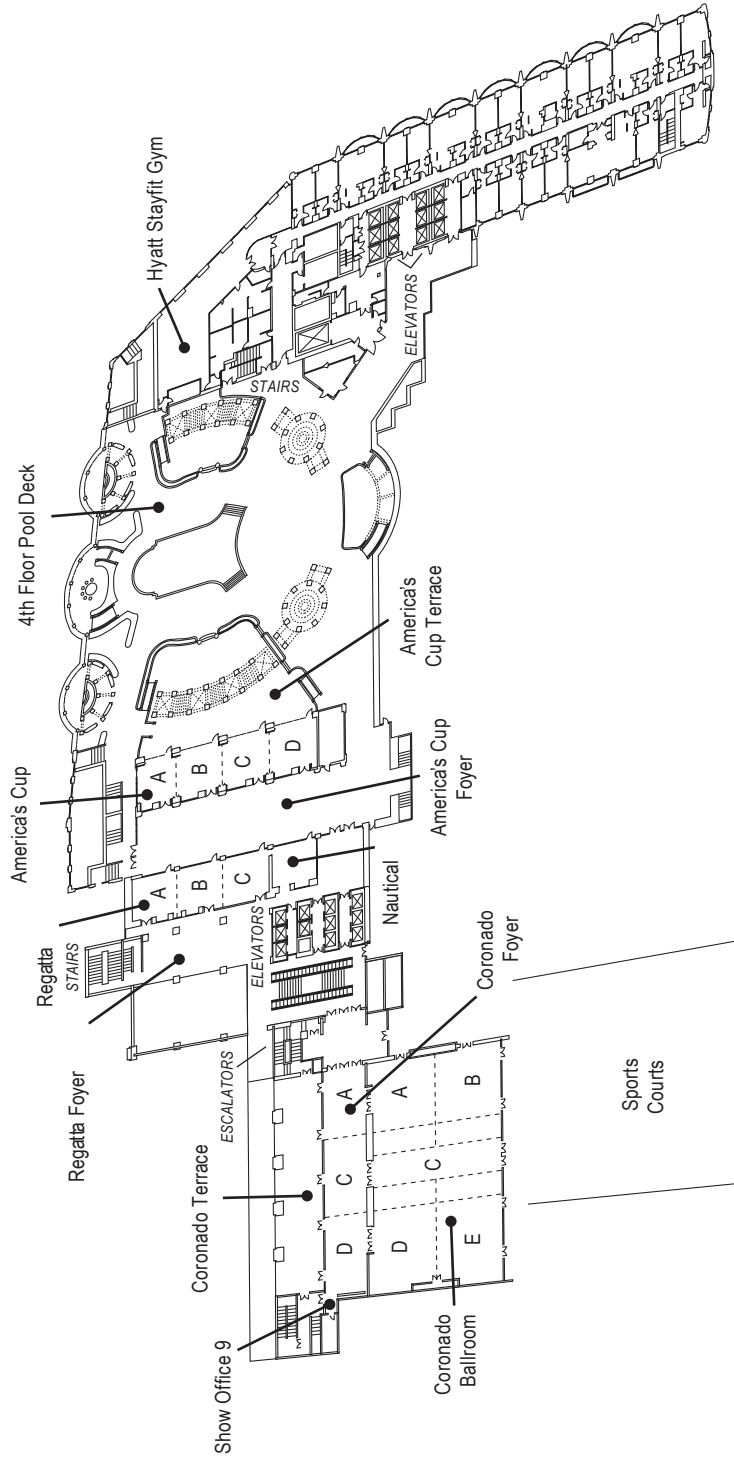 Show Office 9
Coronado Terrace
Regatta Foyer
Regatta
America's Cup
4th Floor Pool Deck
Hyatt Stayfit Gym
STAIRS
ESCALATORS
ELEVATORS
STAIRS
ELEVATORS
A
B
C
A
B
C
D
D
C
A
D
A
C
E
B
Coronado
Ballroom
Coronado
Foyer
Nautical
America's Cup
Foyer
America's
Cup Terrace
Sports
Courts